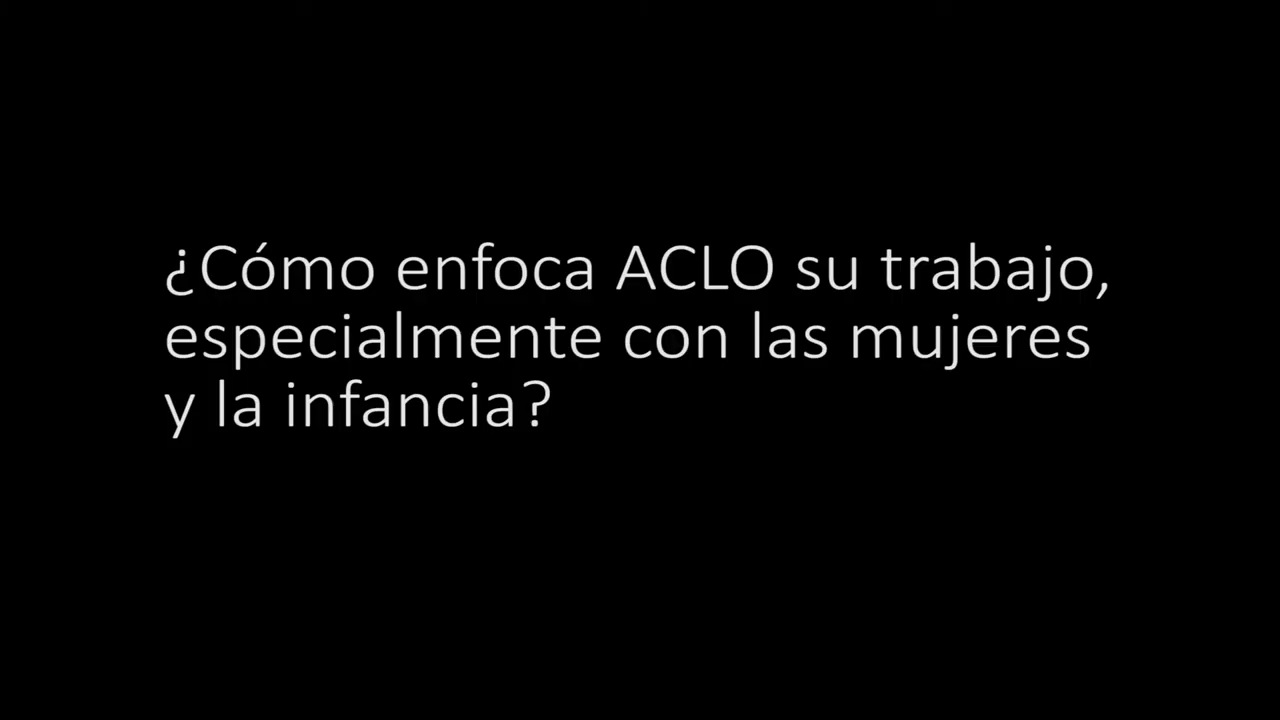 ¿Cómo enfoca ACLO su trabajo,
especialmente con las mujeres
y la infancia?